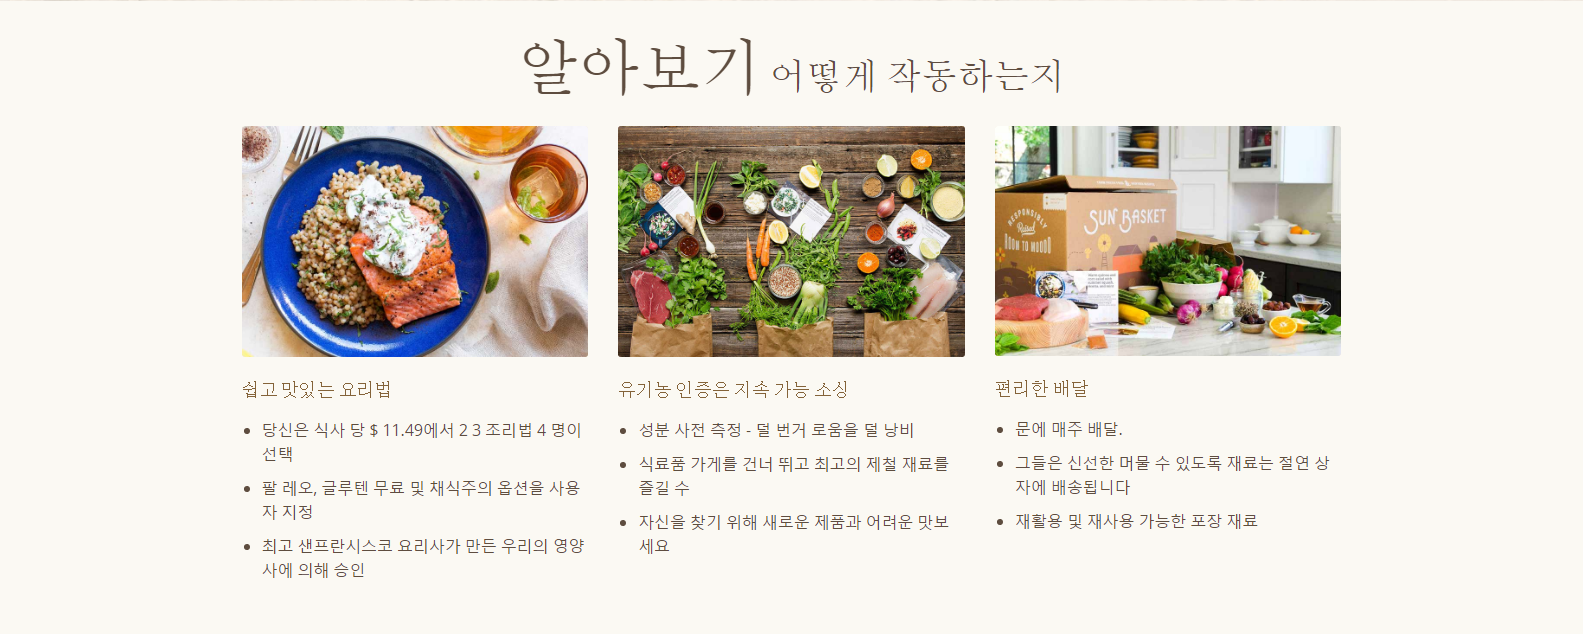 알아보기 어떻게 작동하는지
RESPONSIBLY
Raised
SUN BASKET
쉽고 맛있는 요리법
당신은 식사 당 $ 11.49에서 2 3 조리법 4 명이
선택
팔 레오, 글루텐 무료 및 채식주의 옵션을 사용
자 지정
최고 샌프란시스코 요리사가 만든 우리의 영양
사에 의해 승인
유기농 인증은 지속 가능 소싱
성분 사전 측정 - 덜 번거 로움을 덜 낭비
식료품 가게를 건너 뛰고 최고의 제철 재료를
즐길 수
자신을 찾기 위해 새로운 제품과 어려운 맛보
세요
편리한 배달
문에 매주 배달.
그들은 신선한 머물 수 있도록 재료는 절연 상
자에 배송됩니다
재활용 및 재사용 가능한 포장 재료